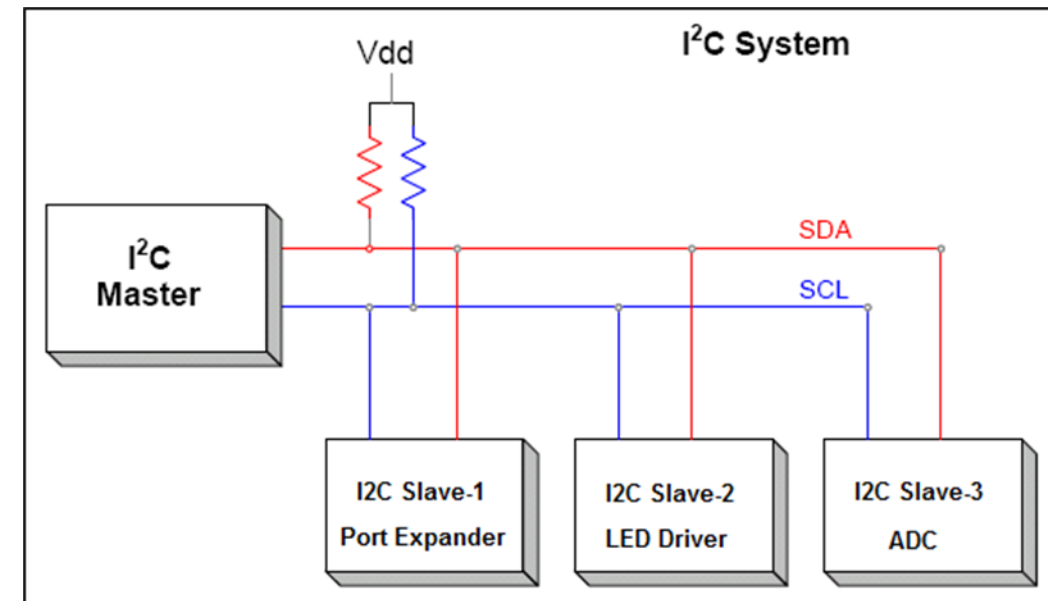 I²C System
Vdd
I²C
Master
SDA
SCL
I2C Slave-1
Port Expander
I2C Slave-2
LED Driver
I2C Slave-3
ADC